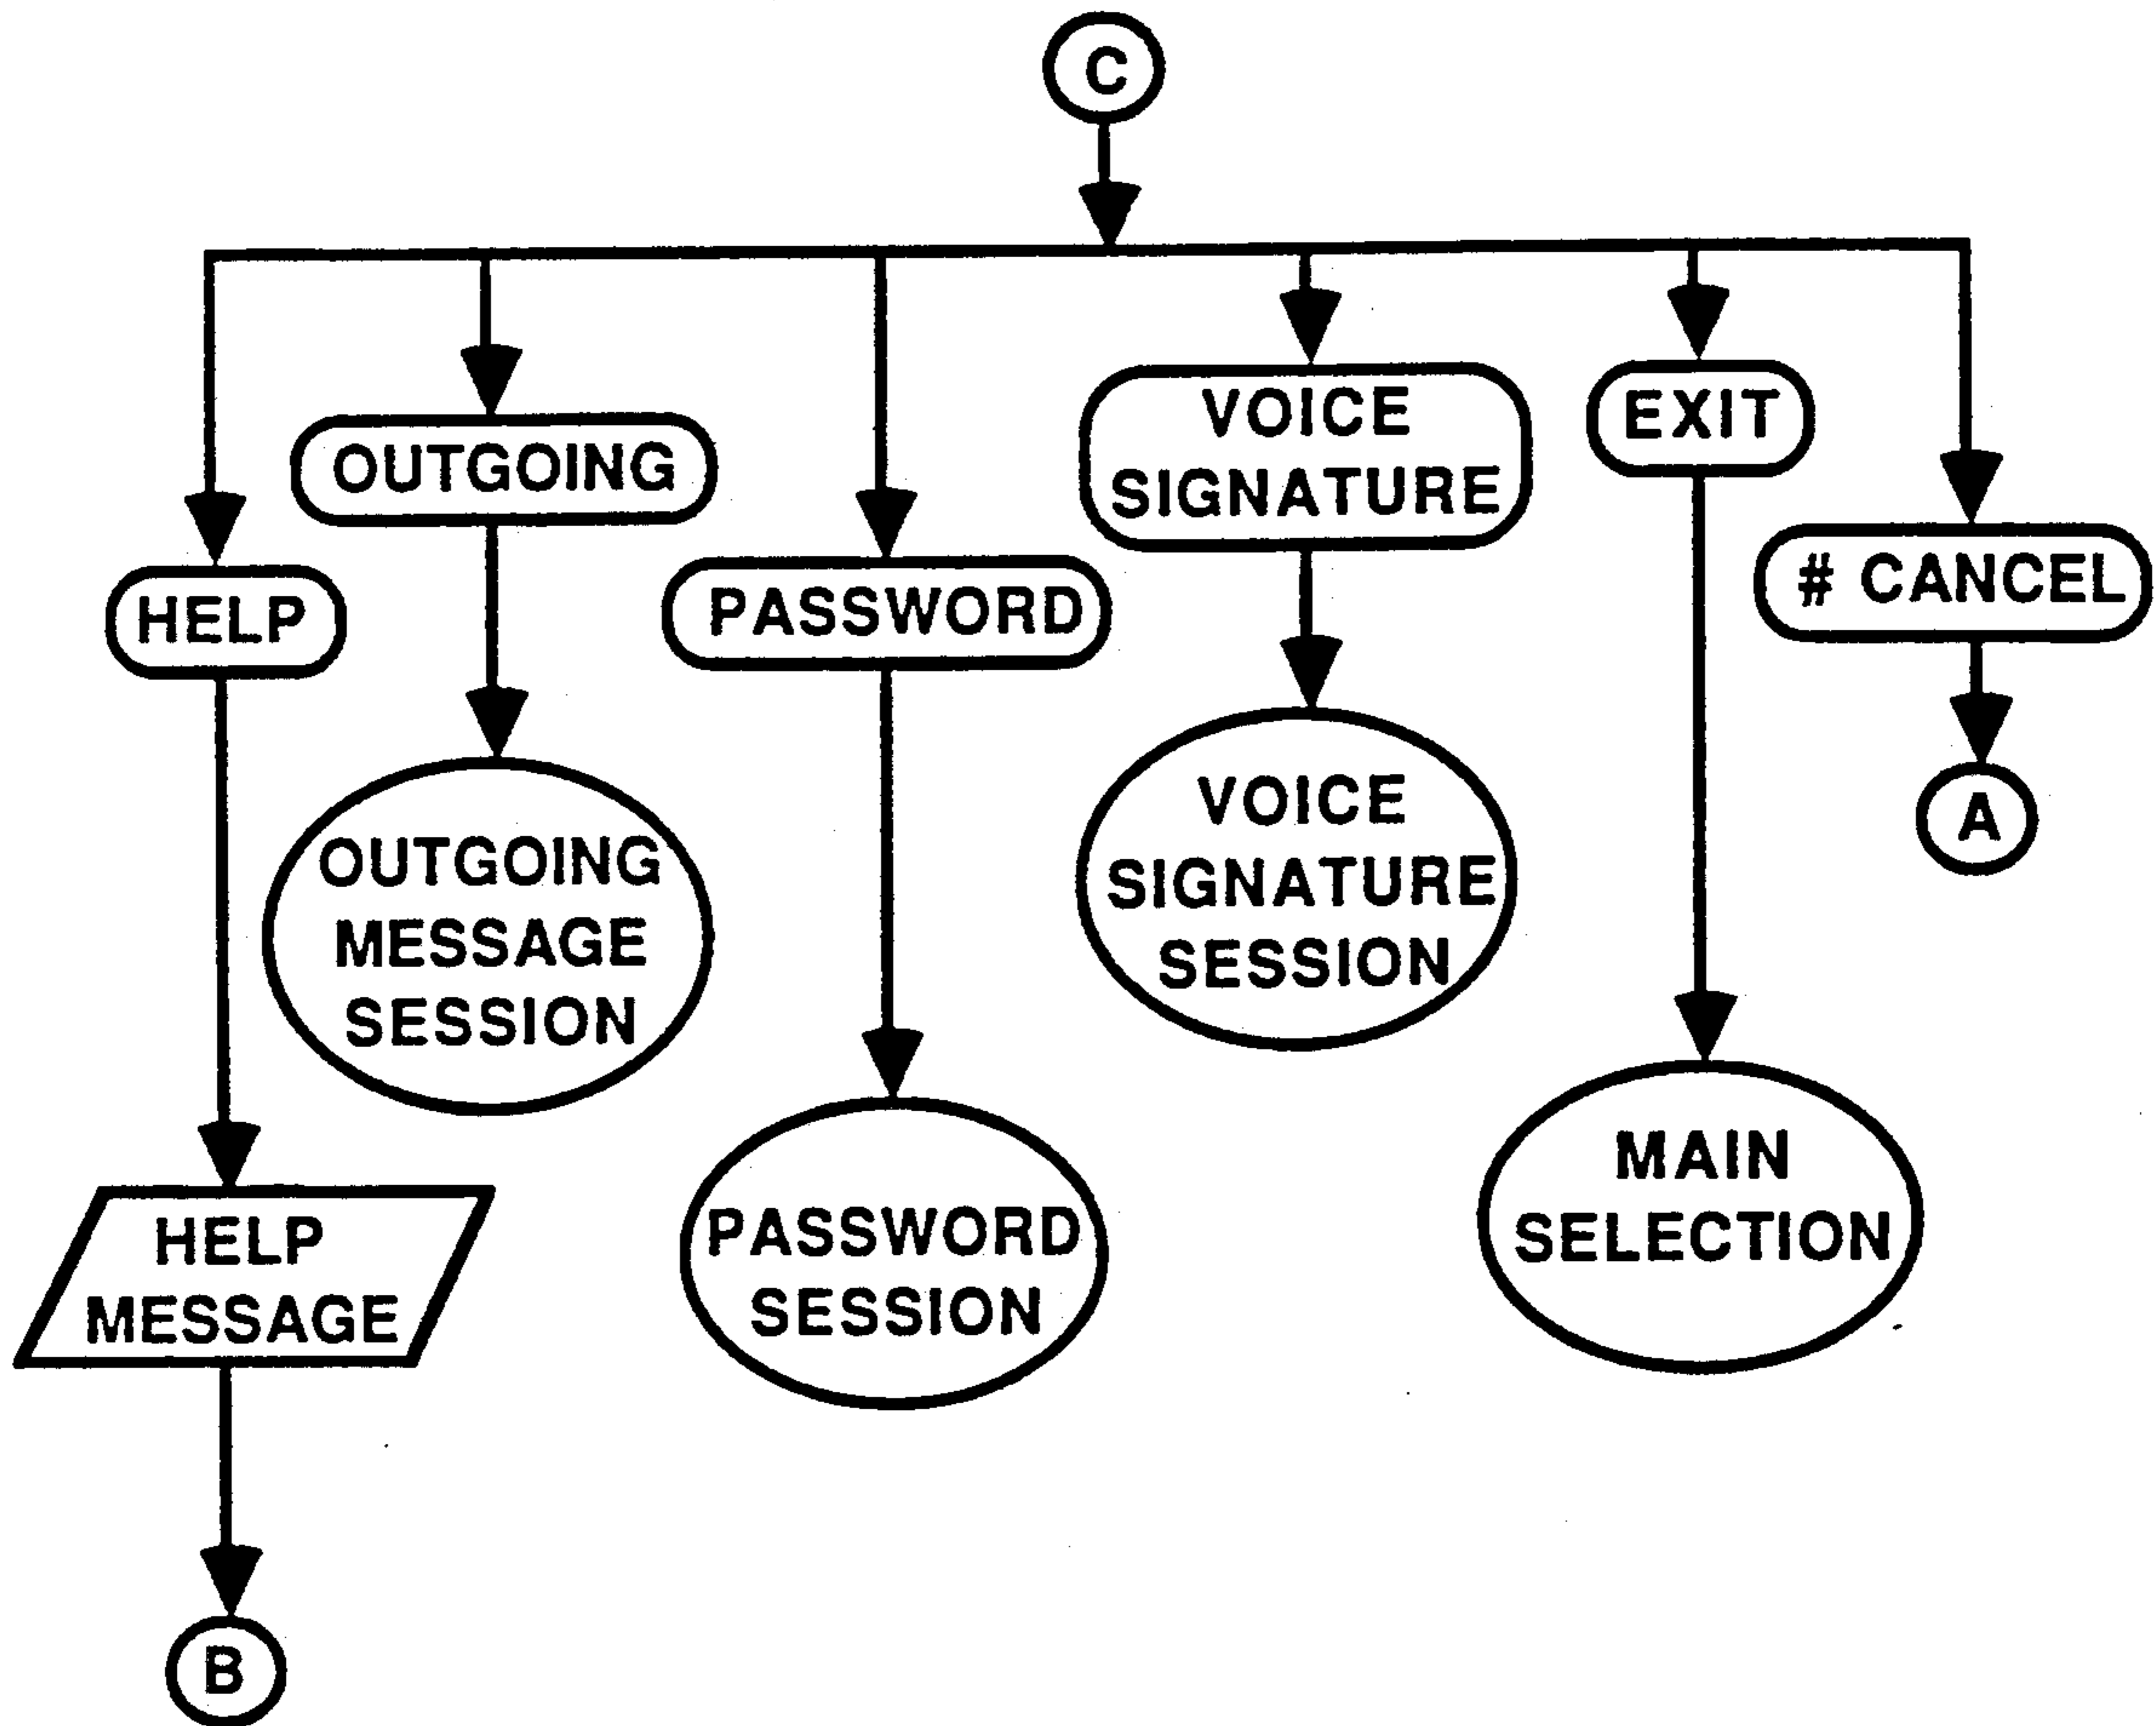 C
HELP
OUTGOING
PASSWORD
VOICE
SIGNATURE
EXIT
# CANCEL
OUTGOING
MESSAGE
SESSION
VOICE
SIGNATURE
SESSION
A
HELP
MESSAGE
PASSWORD
SESSION
MAIN
SELECTION
B